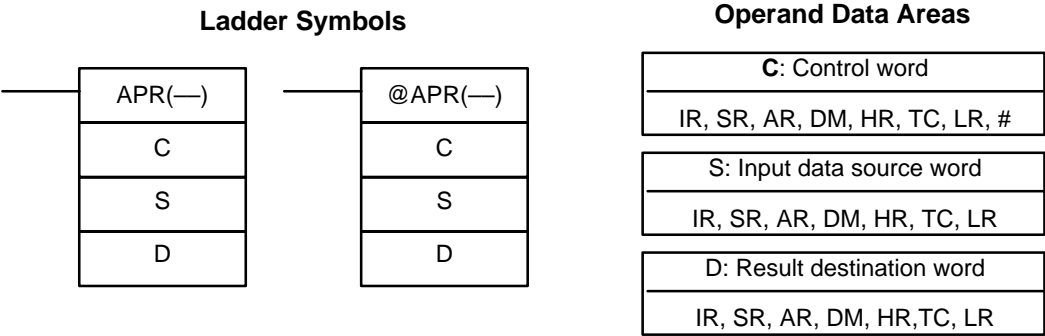 Ladder Symbols
APR(––)
C
S
D
@APR(––)
C
S
D
Operand Data Areas
C: Control word
IR, SR, AR, DM, HR, TC, LR, #
S: Input data source word
IR, SR, AR, DM, HR, TC, LR
D: Result destination word
IR, SR, AR, DM, HR,TC, LR